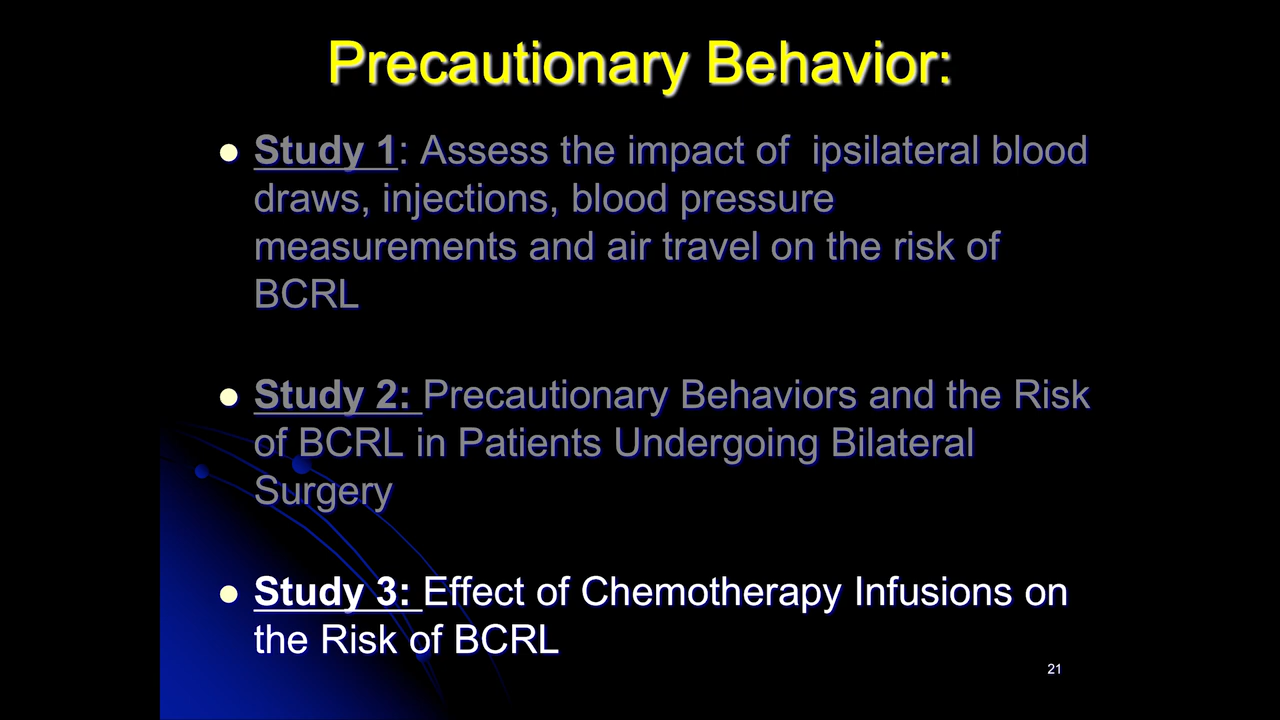 Precautionary Behavior:
● Study 1: Assess the impact of  ipsilateral blood
draws, injections, blood pressure
measurements and air travel on the risk of
BCRL
● Study 2: Precautionary Behaviors and the Risk
of BCRL in Patients Undergoing Bilateral
Surgery
● Study 3: Effect of Chemotherapy Infusions on
the Risk of BCRL
21